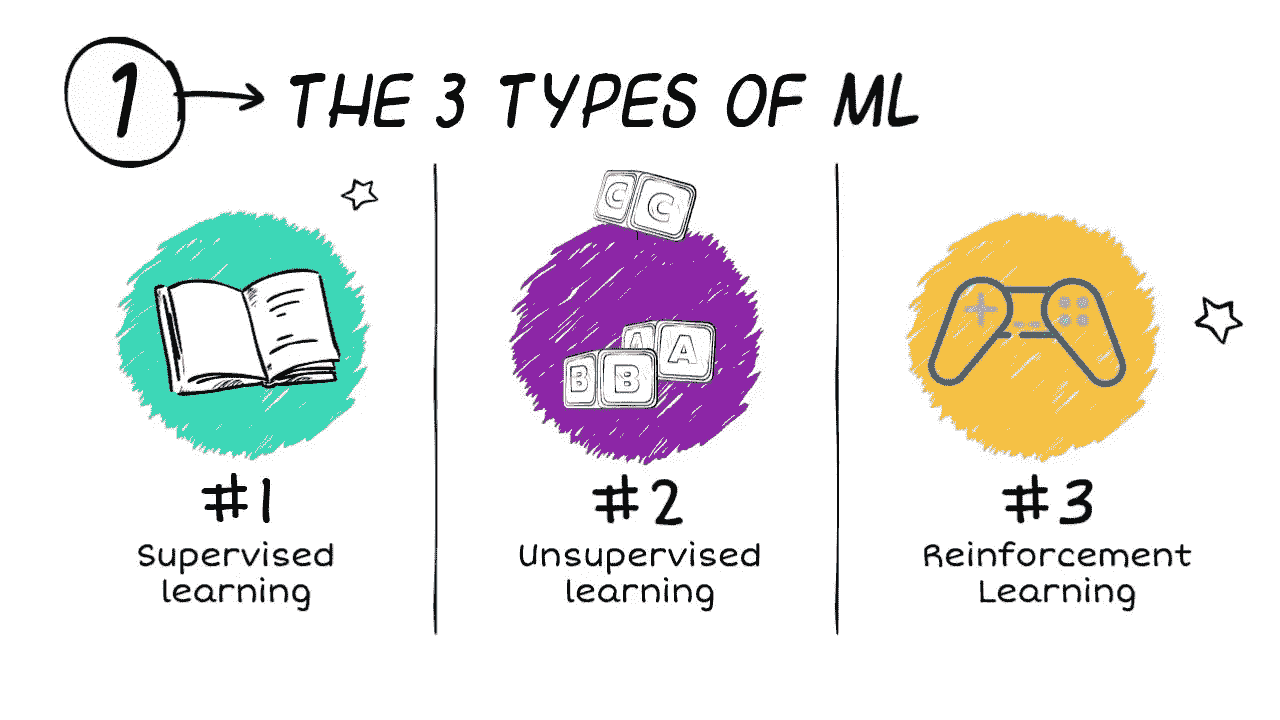 1
THE 3 TYPES OF ML
C C
A A
B B
#1
Supervised
learning
#2
Unsupervised
learning
#3
Reinforcement
Learning